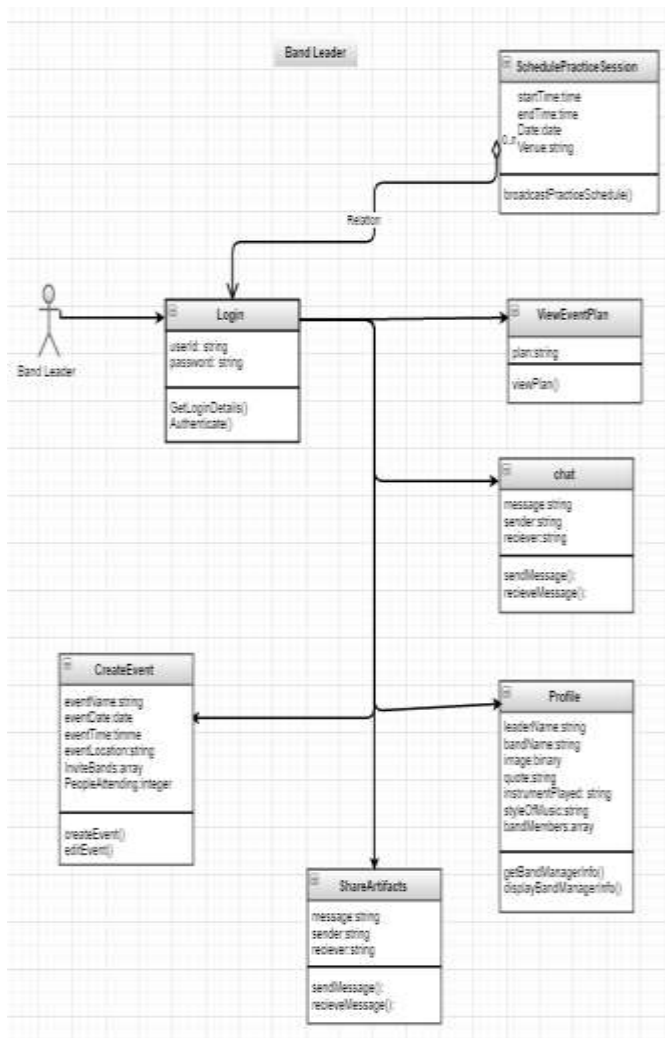 Band Leader
SchedulePracticeSession
startTime:time
endTime:time
Date:date
Venue:string
0..n
broadcastPracticeSchedule()
Relation
Band Leader
Login
userId: string
password: string
GetLoginDetails()
Authenticate()
ViewEventPlan
plan:string
viewPlan()
chat
message:string
sender:string
reciever:string
sendMessage():
recieveMessage():
CreateEvent
eventName:string
eventDate:date
eventTime:timme
eventLocation:string
InviteBands:array
PeopleAttending:integer
createEvent()
editEvent()
Profile
leaderName:string
bandName:string
image:binary
quote:string
instrumentPlayed: string
styleOfMusic:string
bandMembers:array
getBandManagerInfo()
displayBandManagerInfo()
ShareArtifacts
message:string
sender:string
reciever:string
sendMessage():
recieveMessage():